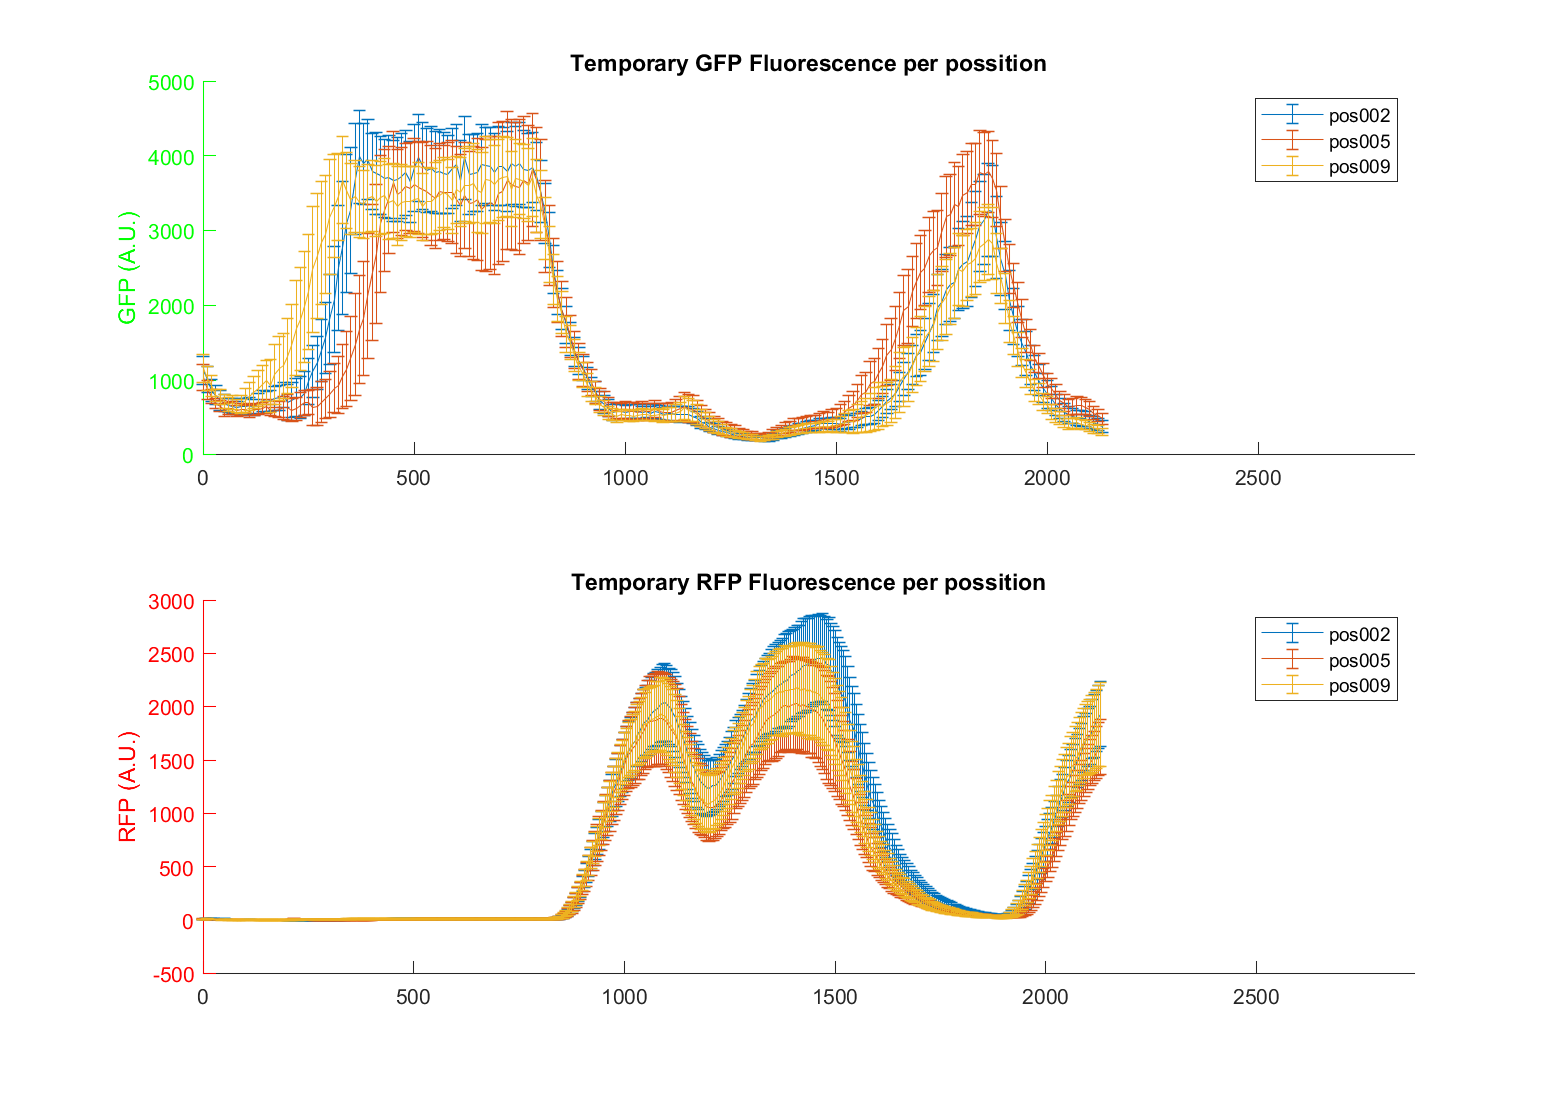 Temporary GFP Fluorescence per possition
GFP (A.U.)
5000
4000
3000
2000
1000
0
0 500 1000 1500 2000 2500
pos002
pos005
pos009
Temporary RFP Fluorescence per possition
RFP (A.U.)
3000
2500
2000
1500
1000
500
0
-500
0 500 1000 1500 2000 2500
pos002
pos005
pos009